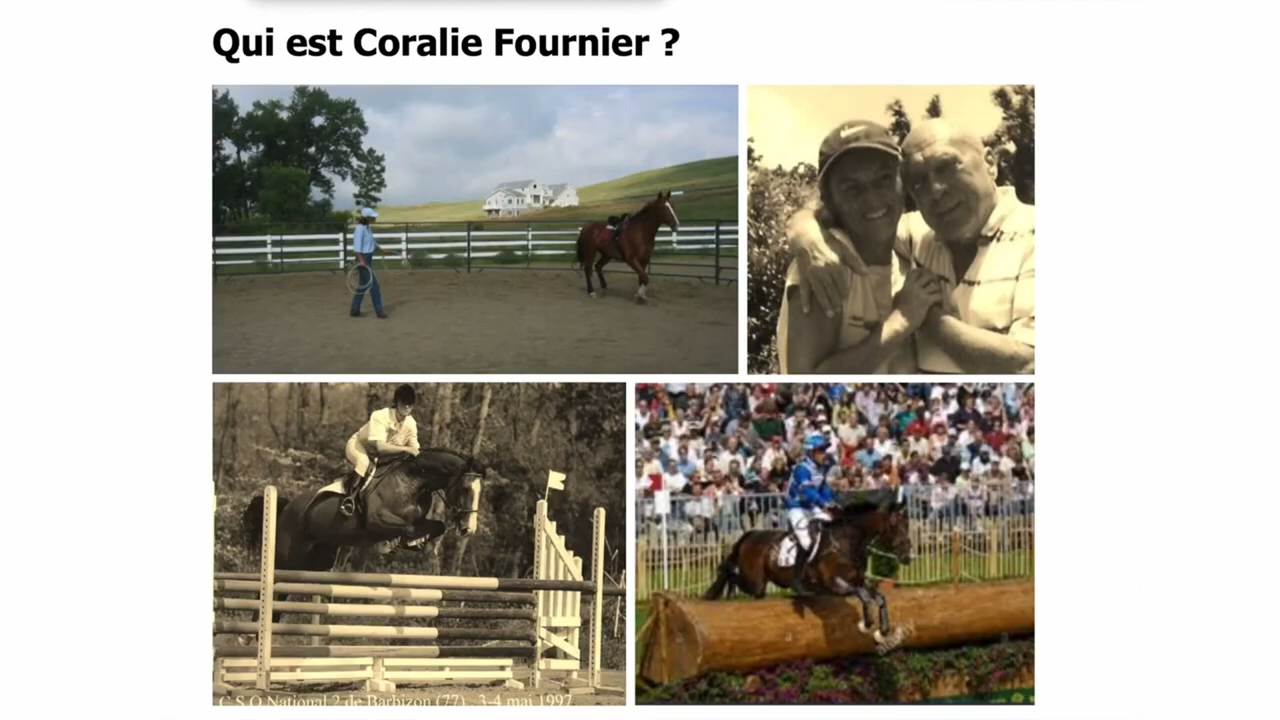 Qui est Coralie Fournier ?
C S O National 2 de Barbizon (77) 3-4 mai 1997